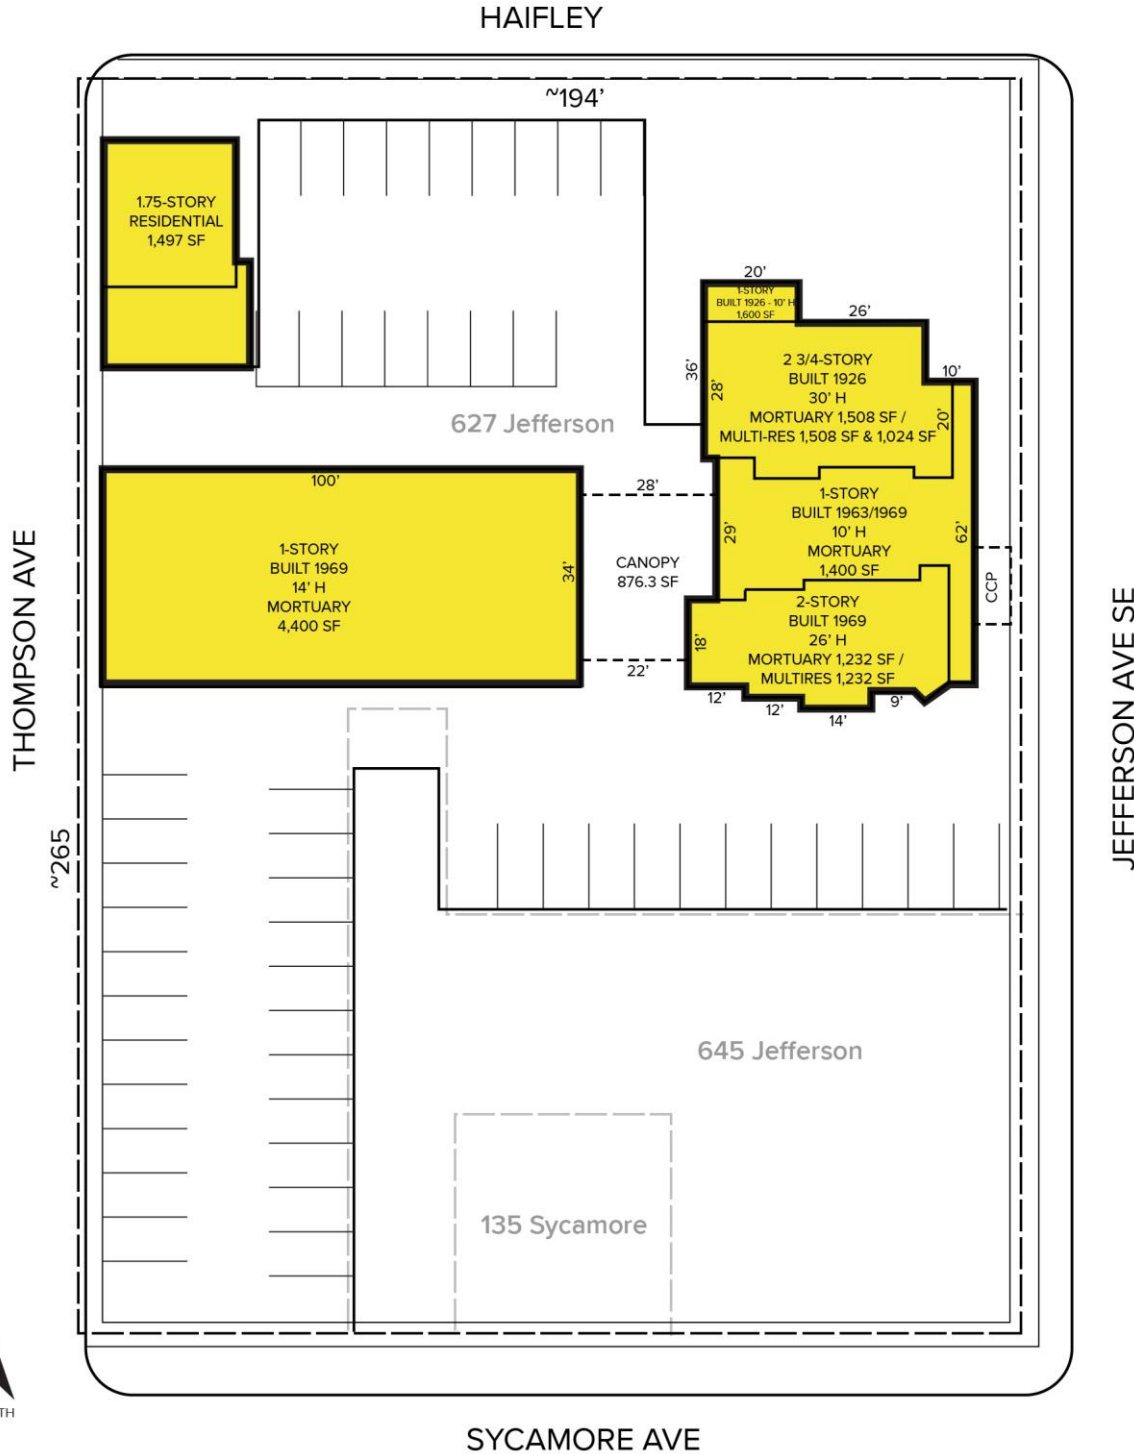 HAIFLEY
~194'
1.75-STORY
RESIDENTIAL
1,497 SF
20'
1-STORY
BUILT 1926 - 10' H
1,600 SF
26'
36'
28'
2 3/4-STORY
BUILT 1926
30' H
MORTUARY 1,508 SF /
MULTI-RES 1,508 SF & 1,024 SF
10'
20'
627 Jefferson
100'
28'
1-STORY
BUILT 1969
14' H
MORTUARY
4,400 SF
34'
CANOPY
876.3 SF
29'
1-STORY
BUILT 1963/1969
10' H
MORTUARY
1,400 SF
62'
CCP
18'
2-STORY
BUILT 1969
26' H
MORTUARY 1,232 SF /
MULTIRES 1,232 SF
22'
12'
12'
14'
9'
THOMPSON AVE
JEFFERSON AVE SE
~265
645 Jefferson
135 Sycamore
TH
SYCAMORE AVE